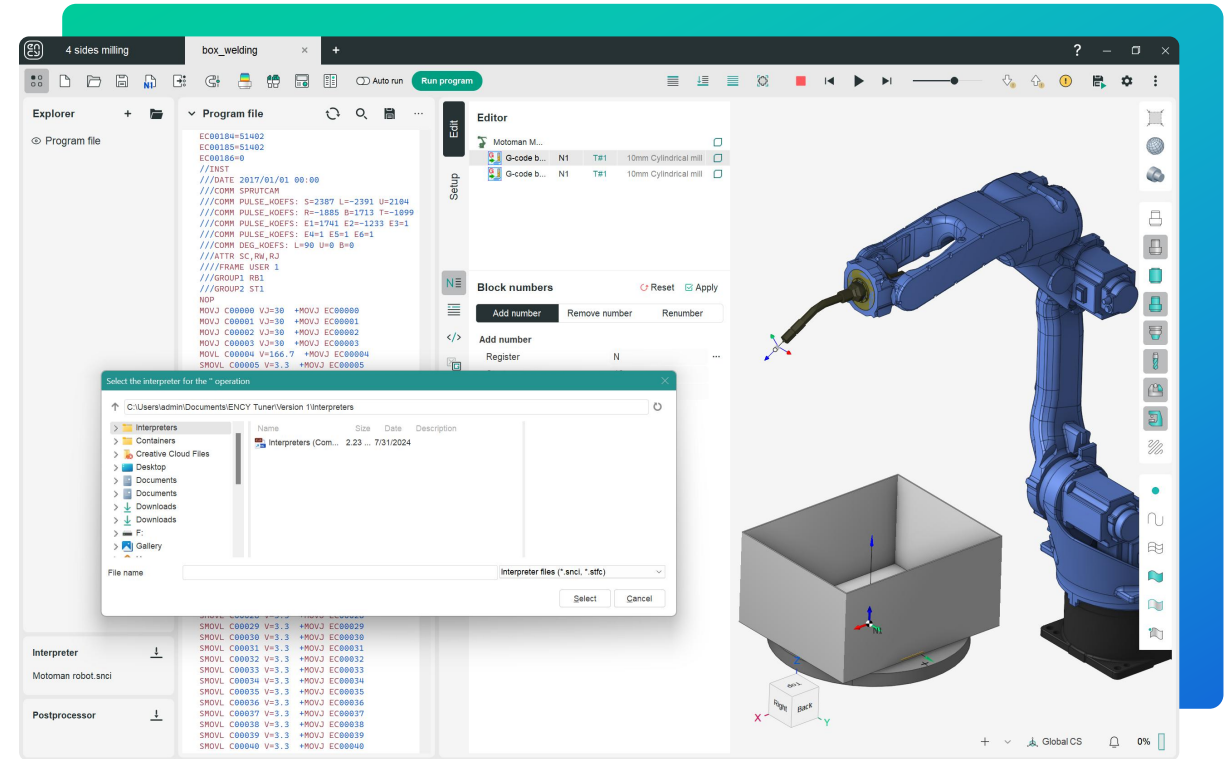 4 sides milling
box_welding
Auto run
Run program
?
Explorer
Program file
Program file
EC00184=51402
EC00185=51402
EC00186=0
//INST
///DATE 2017/01/01 00:00
///COMM SPRUTCAM
///COMM PULSE_KOEFS: S=2387 L=-2391 U=2104
///COMM PULSE_KOEFS: R=-1885 B=1713 T=-1099
///COMM PULSE_KOEFS: E1=1741 E2=-1233 E3=1
///COMM PULSE_KOEFS: E4=1 E5=1 E6=1
///COMM DEG_KOEFS: L=90 U=0 B=0
///ATTR SC,RW,RJ
////FRAME USER 1
///GROUP1 RB1
///GROUP2 ST1
NOP
MOVJ C00000 VJ=30 +MOVJ EC00000
MOVJ C00001 VJ=30 +MOVJ EC00001
MOVJ C00002 VJ=30 +MOVJ EC00002
MOVJ C00003 VJ=30 +MOVJ EC00003
MOVL C00004 V=166.7 +MOVJ EC00004
SMOVL C00005 V=3.3 +MOVJ EC00005
Edit
Setup
Editor
Motoman M...
G-code b... N1 T#1 10mm Cylindrical mill
G-code b... N1 T#1 10mm Cylindrical mill
Block numbers
Reset
Apply
Add number
Remove number
Renumber
Add number
Register N ...
Select the interpreter for the '' operation
C:\Users\admin\Documents\ENCY Tuner\Version 1\Interpreters
Interpreters
Containers
Creative Cloud Files
Desktop
Documents
Documents
Downloads
Downloads
F:
Gallery
Name Size Date Description
Interpreters (Com... 2.23 ... 7/31/2024
File name
Interpreter files (*.snci, *.stfc)
Select
Cancel
SMOVL C00029 V=3.3 +MOVJ EC00029
SMOVL C00030 V=3.3 +MOVJ EC00030
SMOVL C00031 V=3.3 +MOVJ EC00031
SMOVL C00032 V=3.3 +MOVJ EC00032
SMOVL C00033 V=3.3 +MOVJ EC00033
SMOVL C00034 V=3.3 +MOVJ EC00034
SMOVL C00035 V=3.3 +MOVJ EC00035
SMOVL C00036 V=3.3 +MOVJ EC00036
SMOVL C00037 V=3.3 +MOVJ EC00037
SMOVL C00038 V=3.3 +MOVJ EC00038
SMOVL C00039 V=3.3 +MOVJ EC00039
SMOVL C00040 V=3.3 +MOVJ EC00040
Interpreter
Motoman robot.snci
Postprocessor
N1
Z
Top
Right
Back
X
Y
Global CS
0%